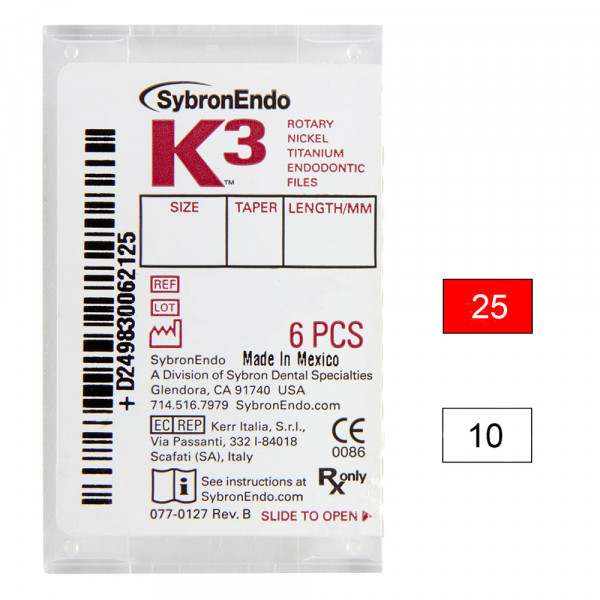 SybronEndo
K3™
ROTARY
NICKEL
TITANIUM
ENDODONTIC
FILES
SIZE TAPER LENGTH/MM
REF
LOT
6 PCS
SybronEndo Made In Mexico
A Division of Sybron Dental Specialties
Glendora, CA 91740 USA
714.516.7979 SybronEndo.com
EC REP Kerr Italia, S.r.l.,
Via Passanti, 332 I-84018
Scafati (SA), Italy
CE
0086
i
See instructions at
SybronEndo.com
Rx only
077-0127 Rev. B SLIDE TO OPEN
+D249830062125
25
10